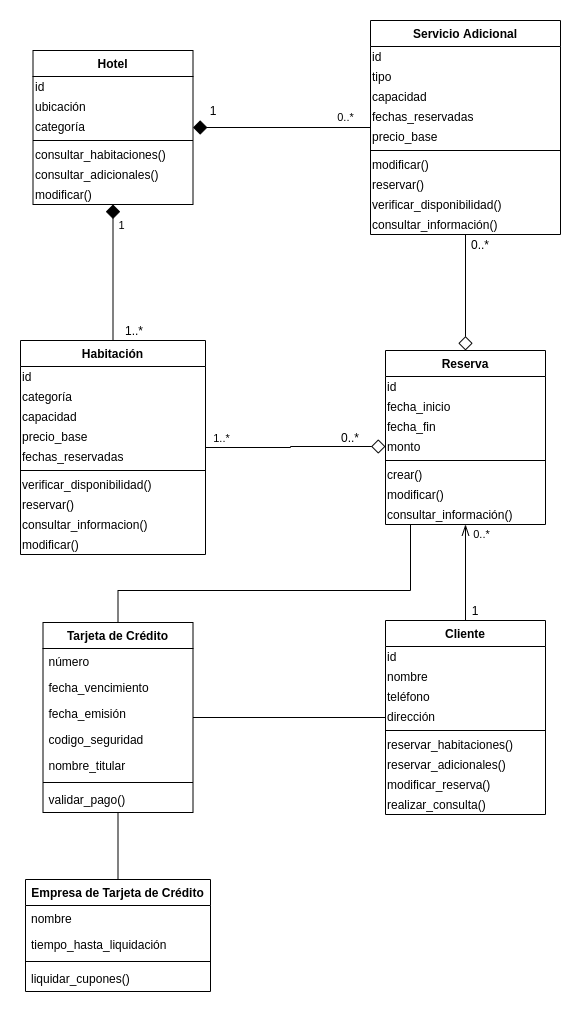 Hotel
id
ubicación
categoría
consultar_habitaciones()
consultar_adicionales()
modificar()
1
0..*
Servicio Adicional
id
tipo
capacidad
fechas_reservadas
precio_base
modificar()
reservar()
verificar_disponibilidad()
consultar_información()
1
1..*
0..*
Habitación
id
categoría
capacidad
precio_base
fechas_reservadas
verificar_disponibilidad()
reservar()
consultar_informacion()
modificar()
1..*
0..*
Reserva
id
fecha_inicio
fecha_fin
monto
crear()
modificar()
consultar_información()
0..*
1
Tarjeta de Crédito
número
fecha_vencimiento
fecha_emisión
codigo_seguridad
nombre_titular
validar_pago()
Cliente
id
nombre
teléfono
dirección
reservar_habitaciones()
reservar_adicionales()
modificar_reserva()
realizar_consulta()
Empresa de Tarjeta de Crédito
nombre
tiempo_hasta_liquidación
liquidar_cupones()